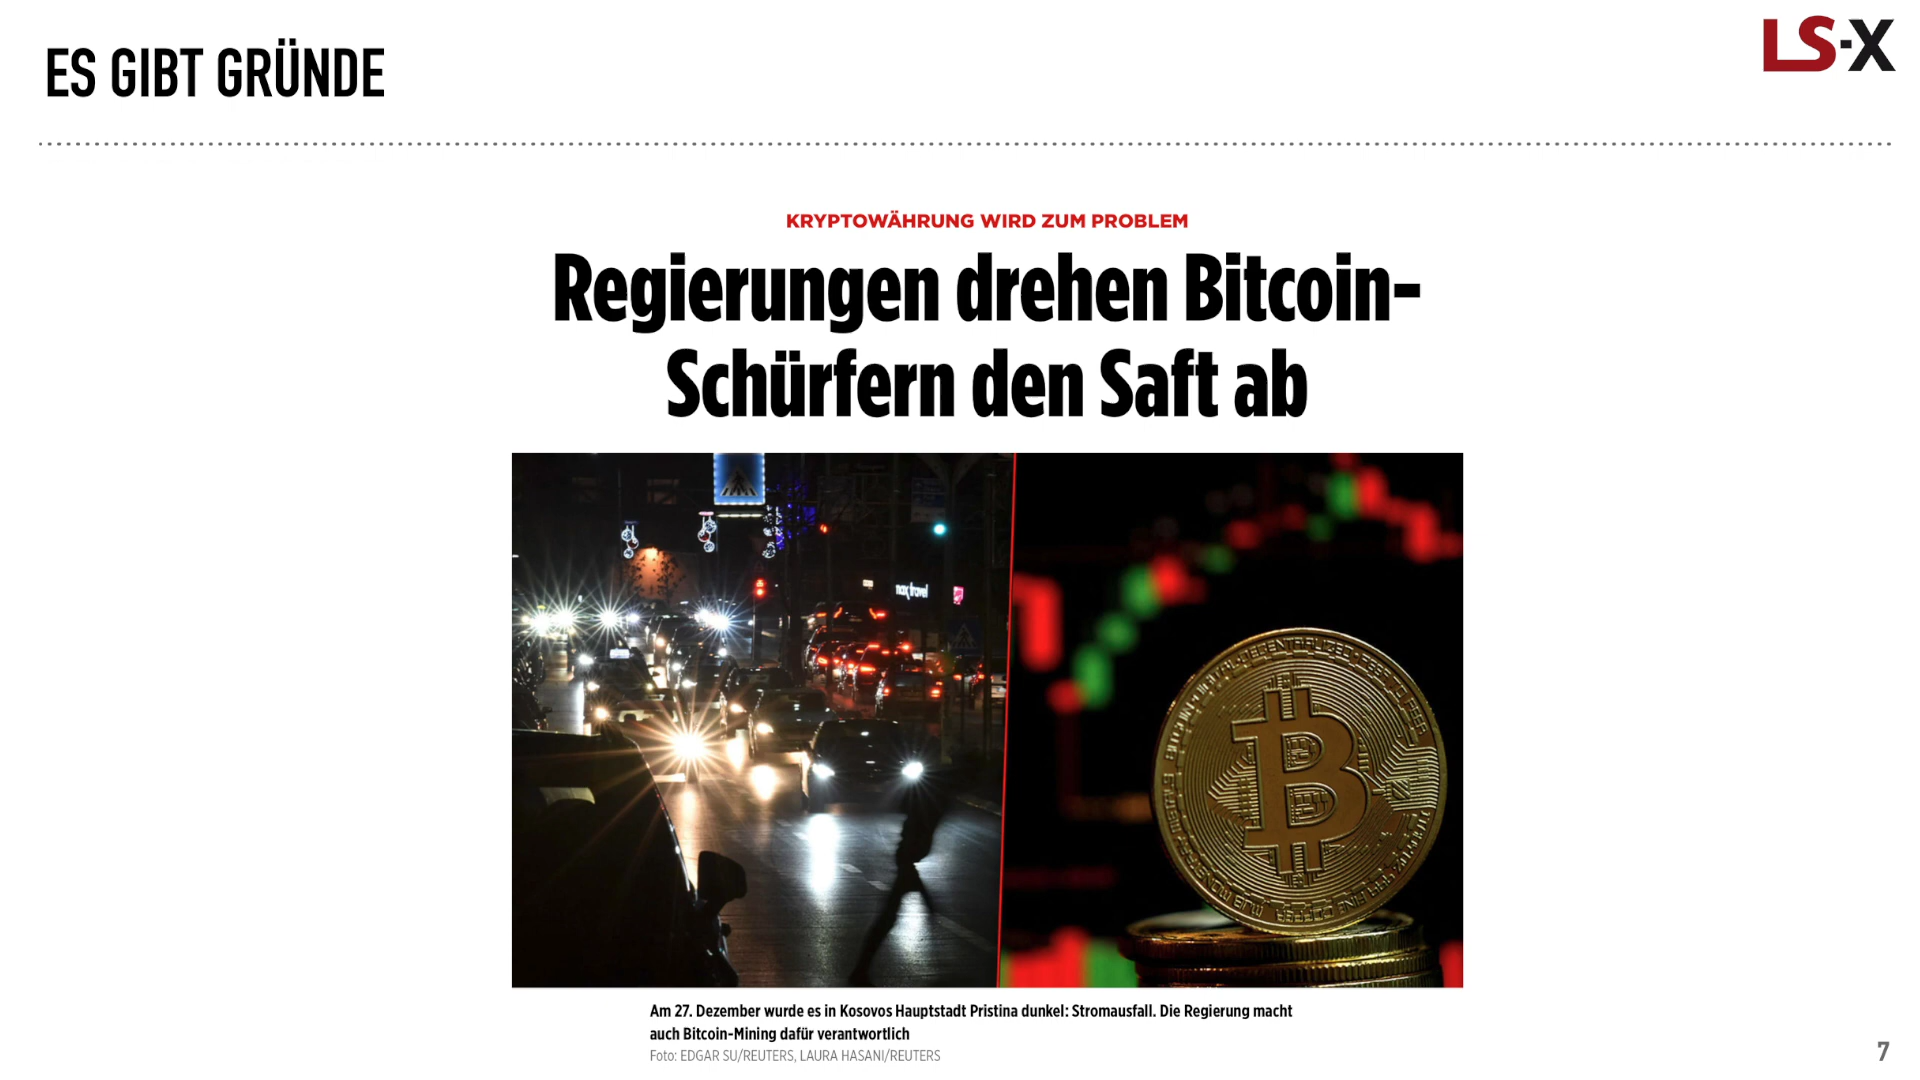 ES GIBT GRÜNDE
LS-X
KRYPTOWÄHRUNG WIRD ZUM PROBLEM
Regierungen drehen Bitcoin-
Schürfern den Saft ab
max travel
Am 27. Dezember wurde es in Kosovos Hauptstadt Pristina dunkel: Stromausfall. Die Regierung macht
auch Bitcoin-Mining dafür verantwortlich
Foto: EDGAR SU/REUTERS, LAURA HASANI/REUTERS
7